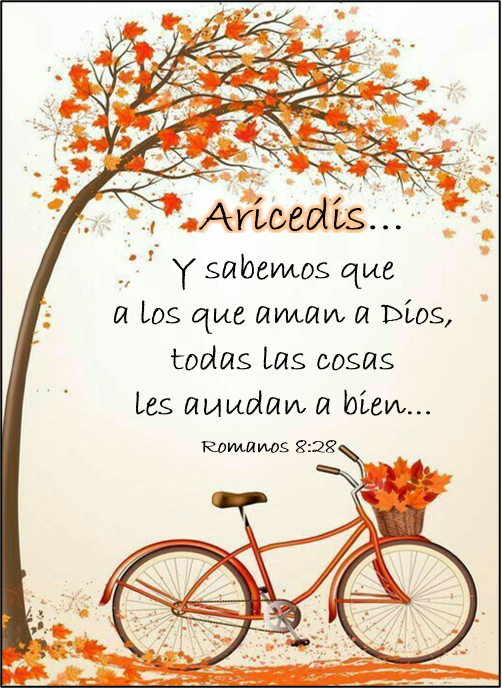 Aricedis...
Y sabemos que
a los que aman a Dios,
todas las cosas
les ayudan a bien...
Romanos 8:28